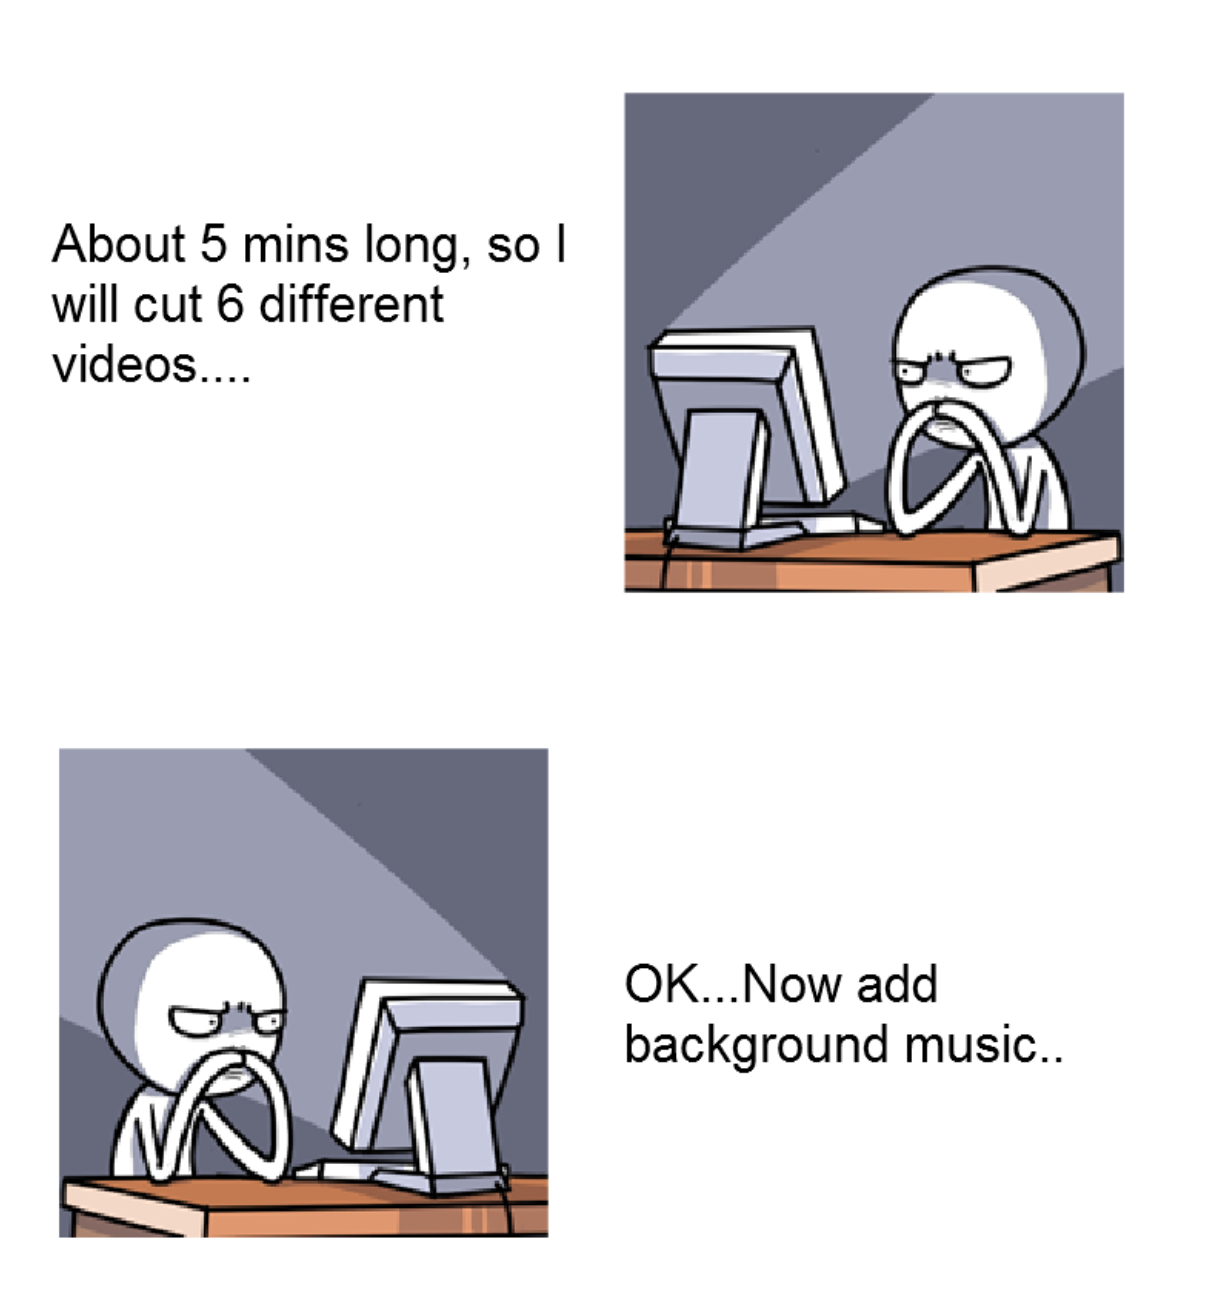 About 5 mins long, so I
will cut 6 different
videos....
OK...Now add
background music..